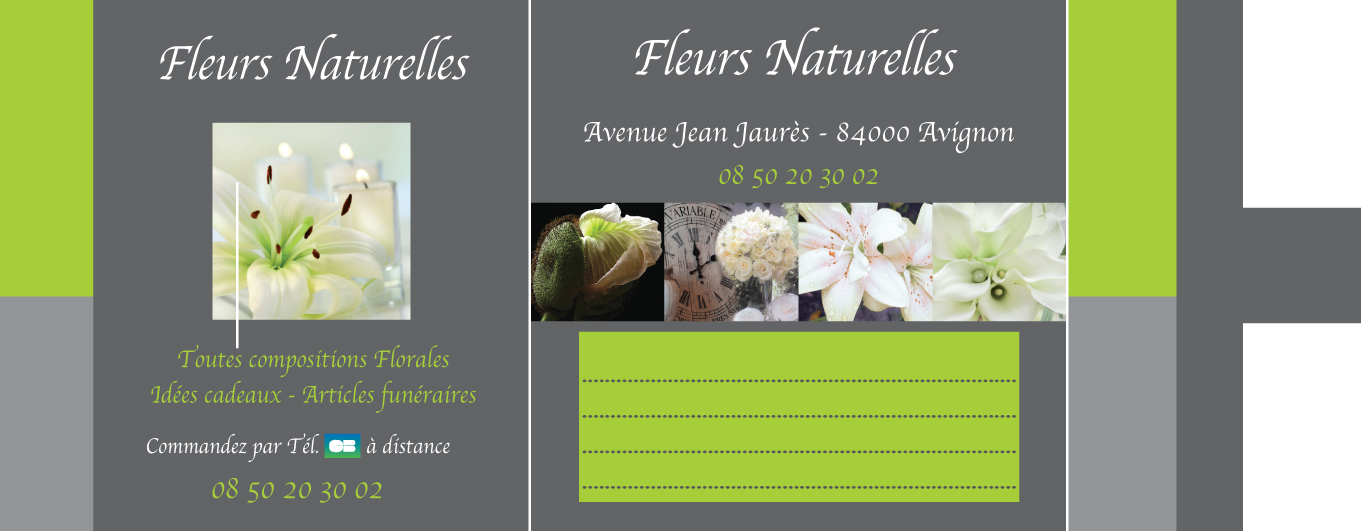 Fleurs Naturelles
Toutes compositions Florales
Idées cadeaux - Articles funéraires
Commandez par Tél. CB à distance
08 50 20 30 02
Fleurs Naturelles
Avenue Jean Jaurès - 84000 Avignon
08 50 20 30 02
VARIABLE